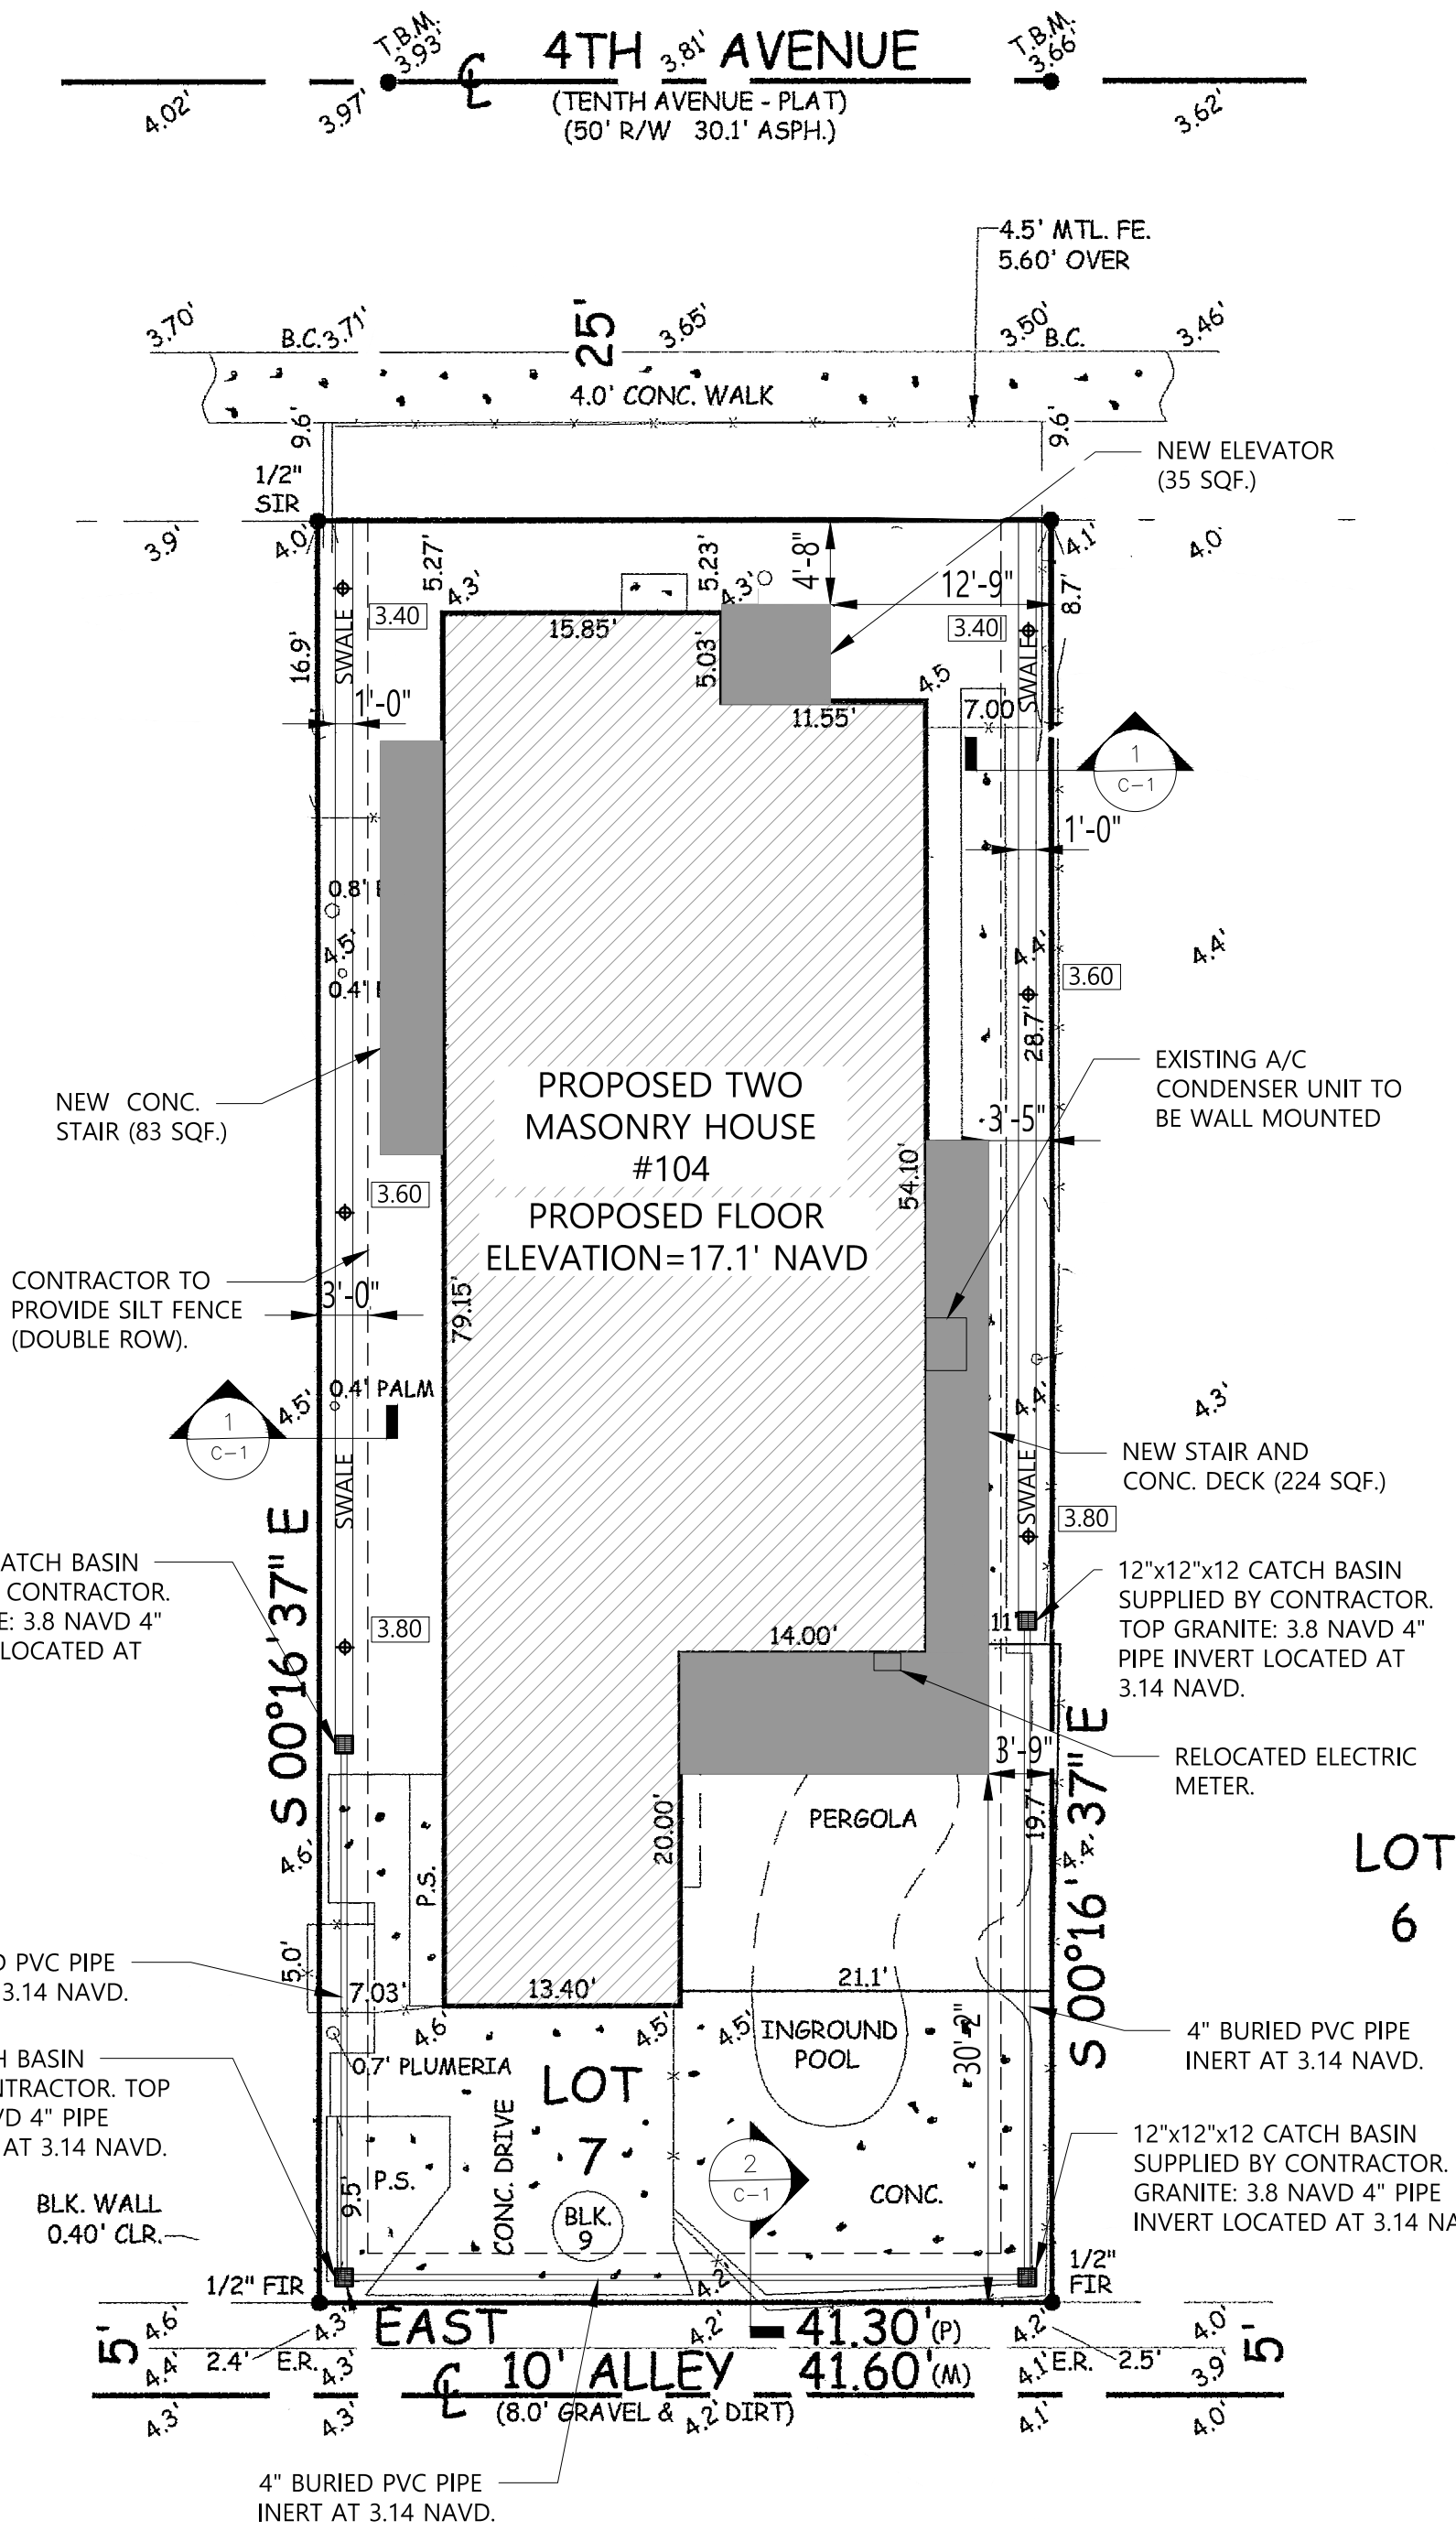 T.B.M.
3.93'
4TH AVENUE
3.81'
T.B.M.
3.66'
4.02'
3.97'
(TENTH AVENUE - PLAT)
(50' R/W 30.1' ASPH.)
3.62'
4.5' MTL. FE.
5.60' OVER
3.70'
B.C. 3.71'
25'
3.65'
3.50'
B.C.
3.46'
4.0' CONC. WALK
9.6'
9.6'
NEW ELEVATOR
(35 SQF.)
1/2"
SIR
3.9'
4.0'
5.27'
4.3'
5.23'
4.3'
4'-8"
12'-9"
4.1'
4.0'
8.7'
3.40
15.85'
3.40
SWALE
16.9'
5.03'
SWALE
4.5
1'-0"
11.55'
7.00
1
C-1
1'-0"
0.8'
4.5'
0.4'
4.4'
4.4'
3.60
28.7'
EXISTING A/C
CONDENSER UNIT TO
BE WALL MOUNTED
NEW CONC.
STAIR (83 SQF.)
PROPOSED TWO
MASONRY HOUSE
#104
PROPOSED FLOOR
ELEVATION=17.1' NAVD
3'-5"
54.10'
3.60
CONTRACTOR TO
PROVIDE SILT FENCE
(DOUBLE ROW).
3'-0"
79.15'
0.4' PALM
4.5'
1
C-1
4.4'
4.3'
NEW STAIR AND
CONC. DECK (224 SQF.)
SWALE
SWALE
3.80
S 00°16'37" E
ATCH BASIN
CONTRACTOR.
E: 3.8 NAVD 4"
LOCATED AT
3.80
14.00'
11'
12"x12"x12 CATCH BASIN
SUPPLIED BY CONTRACTOR.
TOP GRANITE: 3.8 NAVD 4"
PIPE INVERT LOCATED AT
3.14 NAVD.
3'-9"
RELOCATED ELECTRIC
METER.
S 00°16'37" E
PERGOLA
20.00'
19.7'
4.4'
4.6'
P.S.
LOT
6
D PVC PIPE
3.14 NAVD.
5.0'
7.03'
13.40'
21.1'
4.6'
4.5'
4.5'
INGROUND
POOL
30'-2"
4" BURIED PVC PIPE
INERT AT 3.14 NAVD.
H BASIN
NTRACTOR. TOP
VD 4" PIPE
AT 3.14 NAVD.
0.7' PLUMERIA
LOT
7
CONC. DRIVE
2
C-1
12"x12"x12 CATCH BASIN
SUPPLIED BY CONTRACTOR.
GRANITE: 3.8 NAVD 4" PIPE
INVERT LOCATED AT 3.14 NA
P.S.
9.5'
CONC.
BLK. WALL
0.40' CLR.
BLK.
9
1/2" FIR
4.2'
1/2"
FIR
5'
4.6'
4.3'
EAST
4.2'
41.30'(P)
4.2'
4.0'
5'
4.4'
2.4'
E.R.
4.3'
10' ALLEY
41.60'(M)
4.1'
E.R.
2.5'
3.9'
4.3'
4.3'
(8.0' GRAVEL & DIRT)
4.2'
4.1'
4.0'
4" BURIED PVC PIPE
INERT AT 3.14 NAVD.